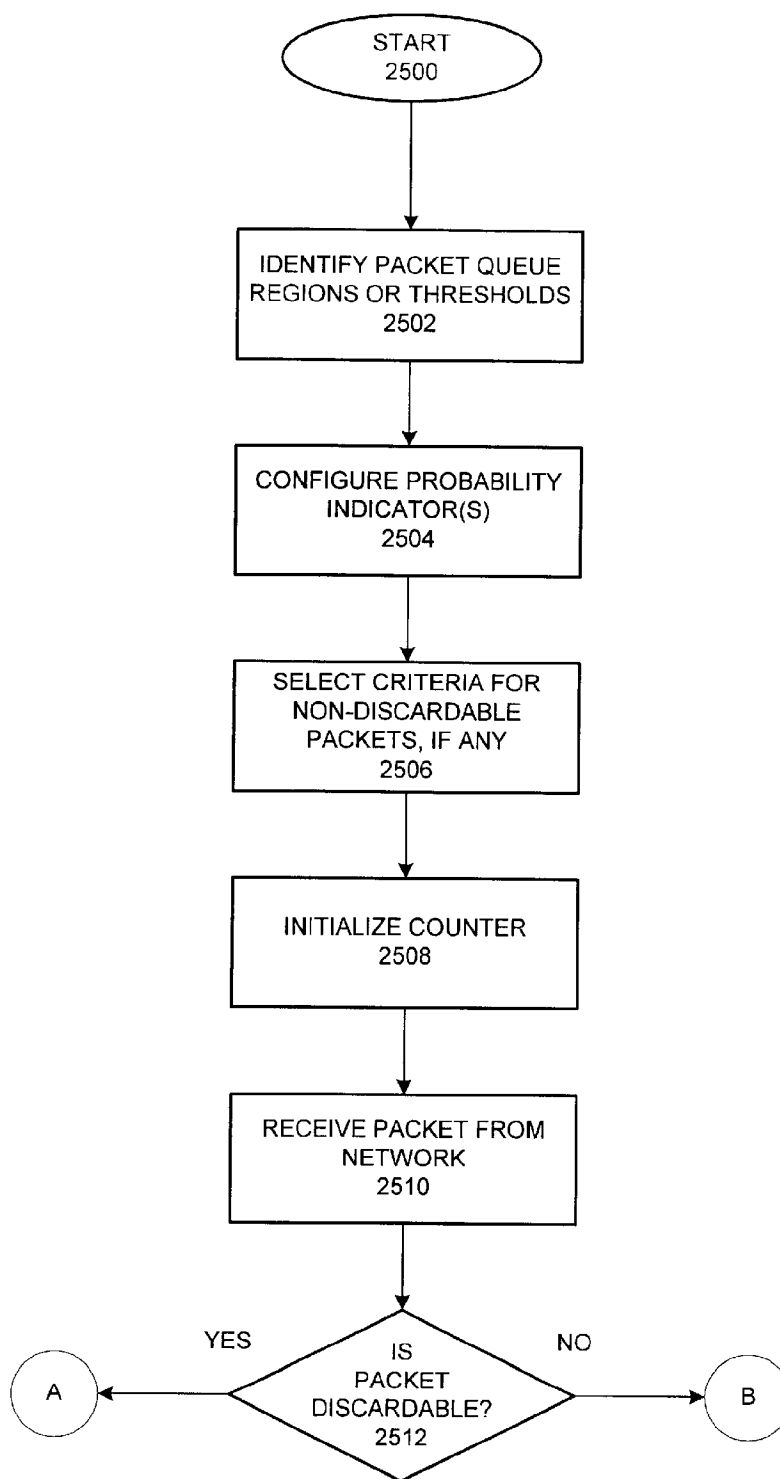 START
2500
IDENTIFY PACKET QUEUE
REGIONS OR THRESHOLDS
2502
CONFIGURE PROBABILITY
INDICATOR(S)
2504
SELECT CRITERIA FOR
NON-DISCARDABLE
PACKETS, IF ANY
2506
INITIALIZE COUNTER
2508
RECEIVE PACKET FROM
NETWORK
2510
YES
NO
A
IS
PACKET
DISCARDABLE?
2512
B